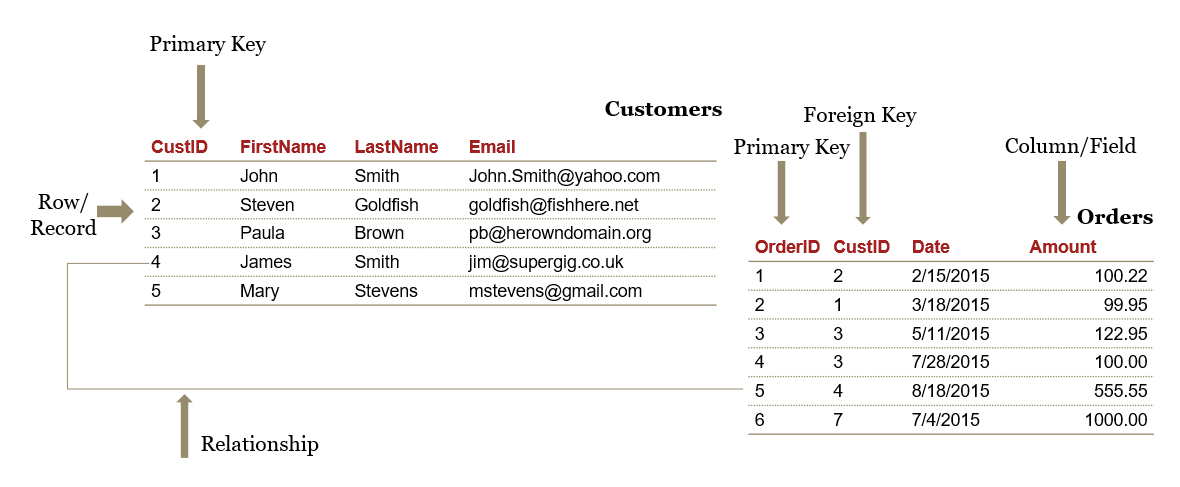 Primary Key
Customers
CustID FirstName LastName Email
1 John Smith John.Smith@yahoo.com
2 Steven Goldfish goldfish@fishhere.net
3 Paula Brown pb@herowndomain.org
4 James Smith jim@supergig.co.uk
5 Mary Stevens mstevens@gmail.com
Row/
Record
Foreign Key
Primary Key
Column/Field
Orders
OrderID CustID Date Amount
1 2 2/15/2015 100.22
2 1 3/18/2015 99.95
3 3 5/11/2015 122.95
4 3 7/28/2015 100.00
5 4 8/18/2015 555.55
6 7 7/4/2015 1000.00
Relationship